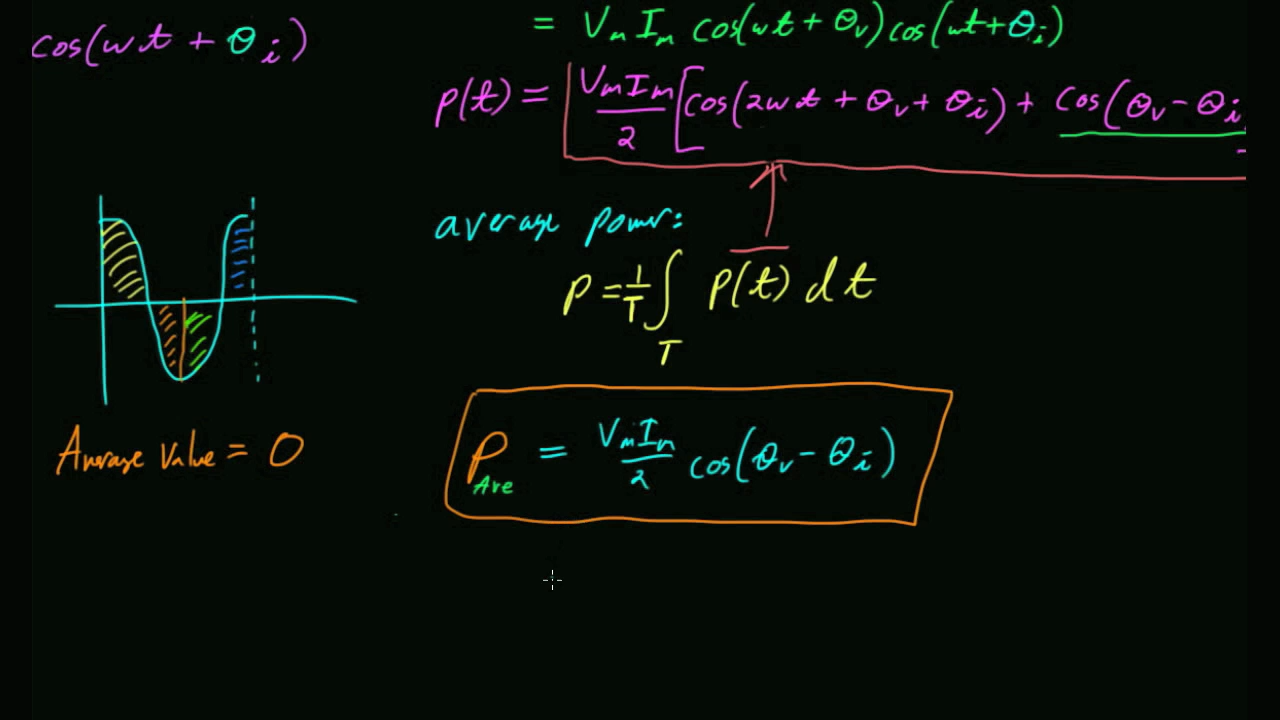 cos(ωt + θi)
= VmIm cos(ωt + θv) cos(ωt + θi)
p(t) = VmIm/2 [cos(2ωt + θv + θi) + cos(θv - θi
average power:
P = 1/T ∫T p(t) dt
Average Value = 0
PAve = VmIm/2 cos(θv - θi)